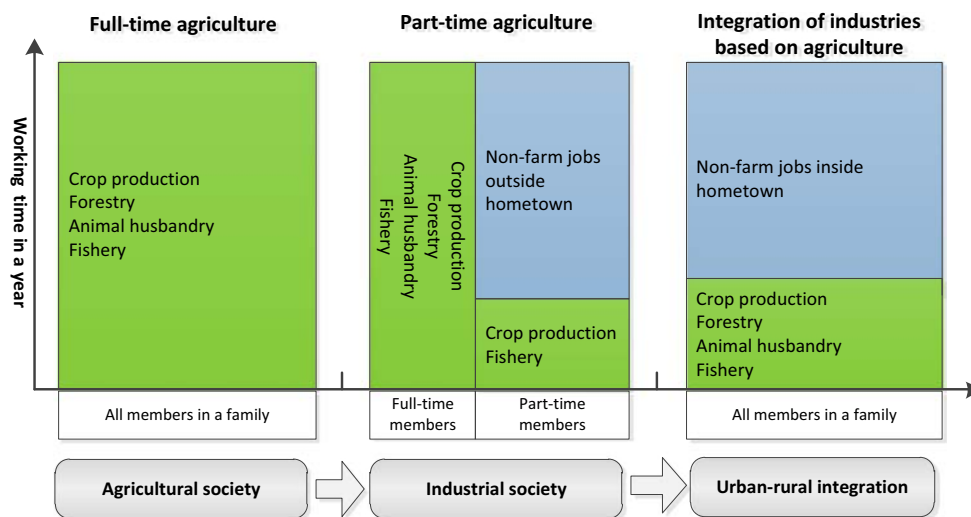 Full-time agriculture
Part-time agriculture
Integration of industries
based on agriculture
Working time in a year
Crop production
Forestry
Animal husbandry
Fishery
Crop production
Forestry
Animal husbandry
Fishery
Non-farm jobs
outside
hometown
Crop production
Fishery
Non-farm jobs inside
hometown
Crop production
Forestry
Animal husbandry
Fishery
All members in a family
Full-time
members
Part-time
members
All members in a family
Agricultural society
Industrial society
Urban-rural integration